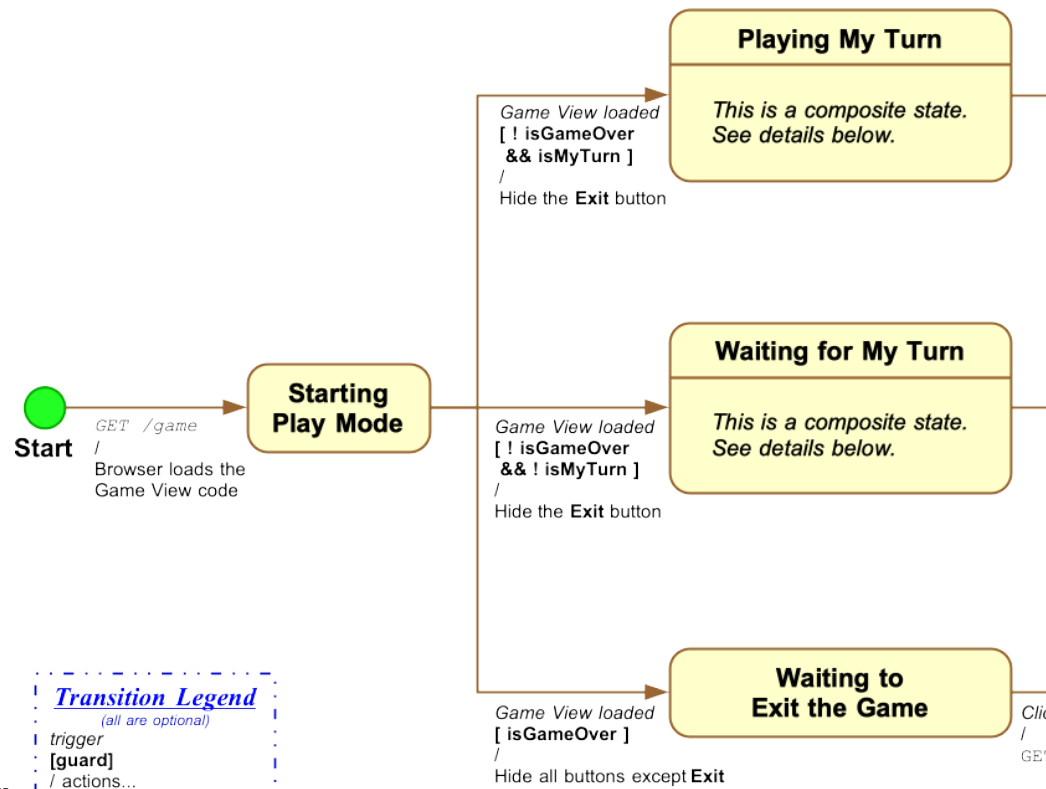 Playing My Turn
This is a composite state.
See details below.
Game View loaded
[ ! isGameOver
&& isMyTurn ]
/
Hide the Exit button
Waiting for My Turn
This is a composite state.
See details below.
Starting
Play Mode
Start
GET /game
/
Browser loads the
Game View code
Game View loaded
[ ! isGameOver
&& ! isMyTurn ]
/
Hide the Exit button
Waiting to
Exit the Game
Game View loaded
[ isGameOver ]
/
Hide all buttons except Exit
Cli
/
GET
Transition Legend
(all are optional)
trigger
[guard]
/ actions...